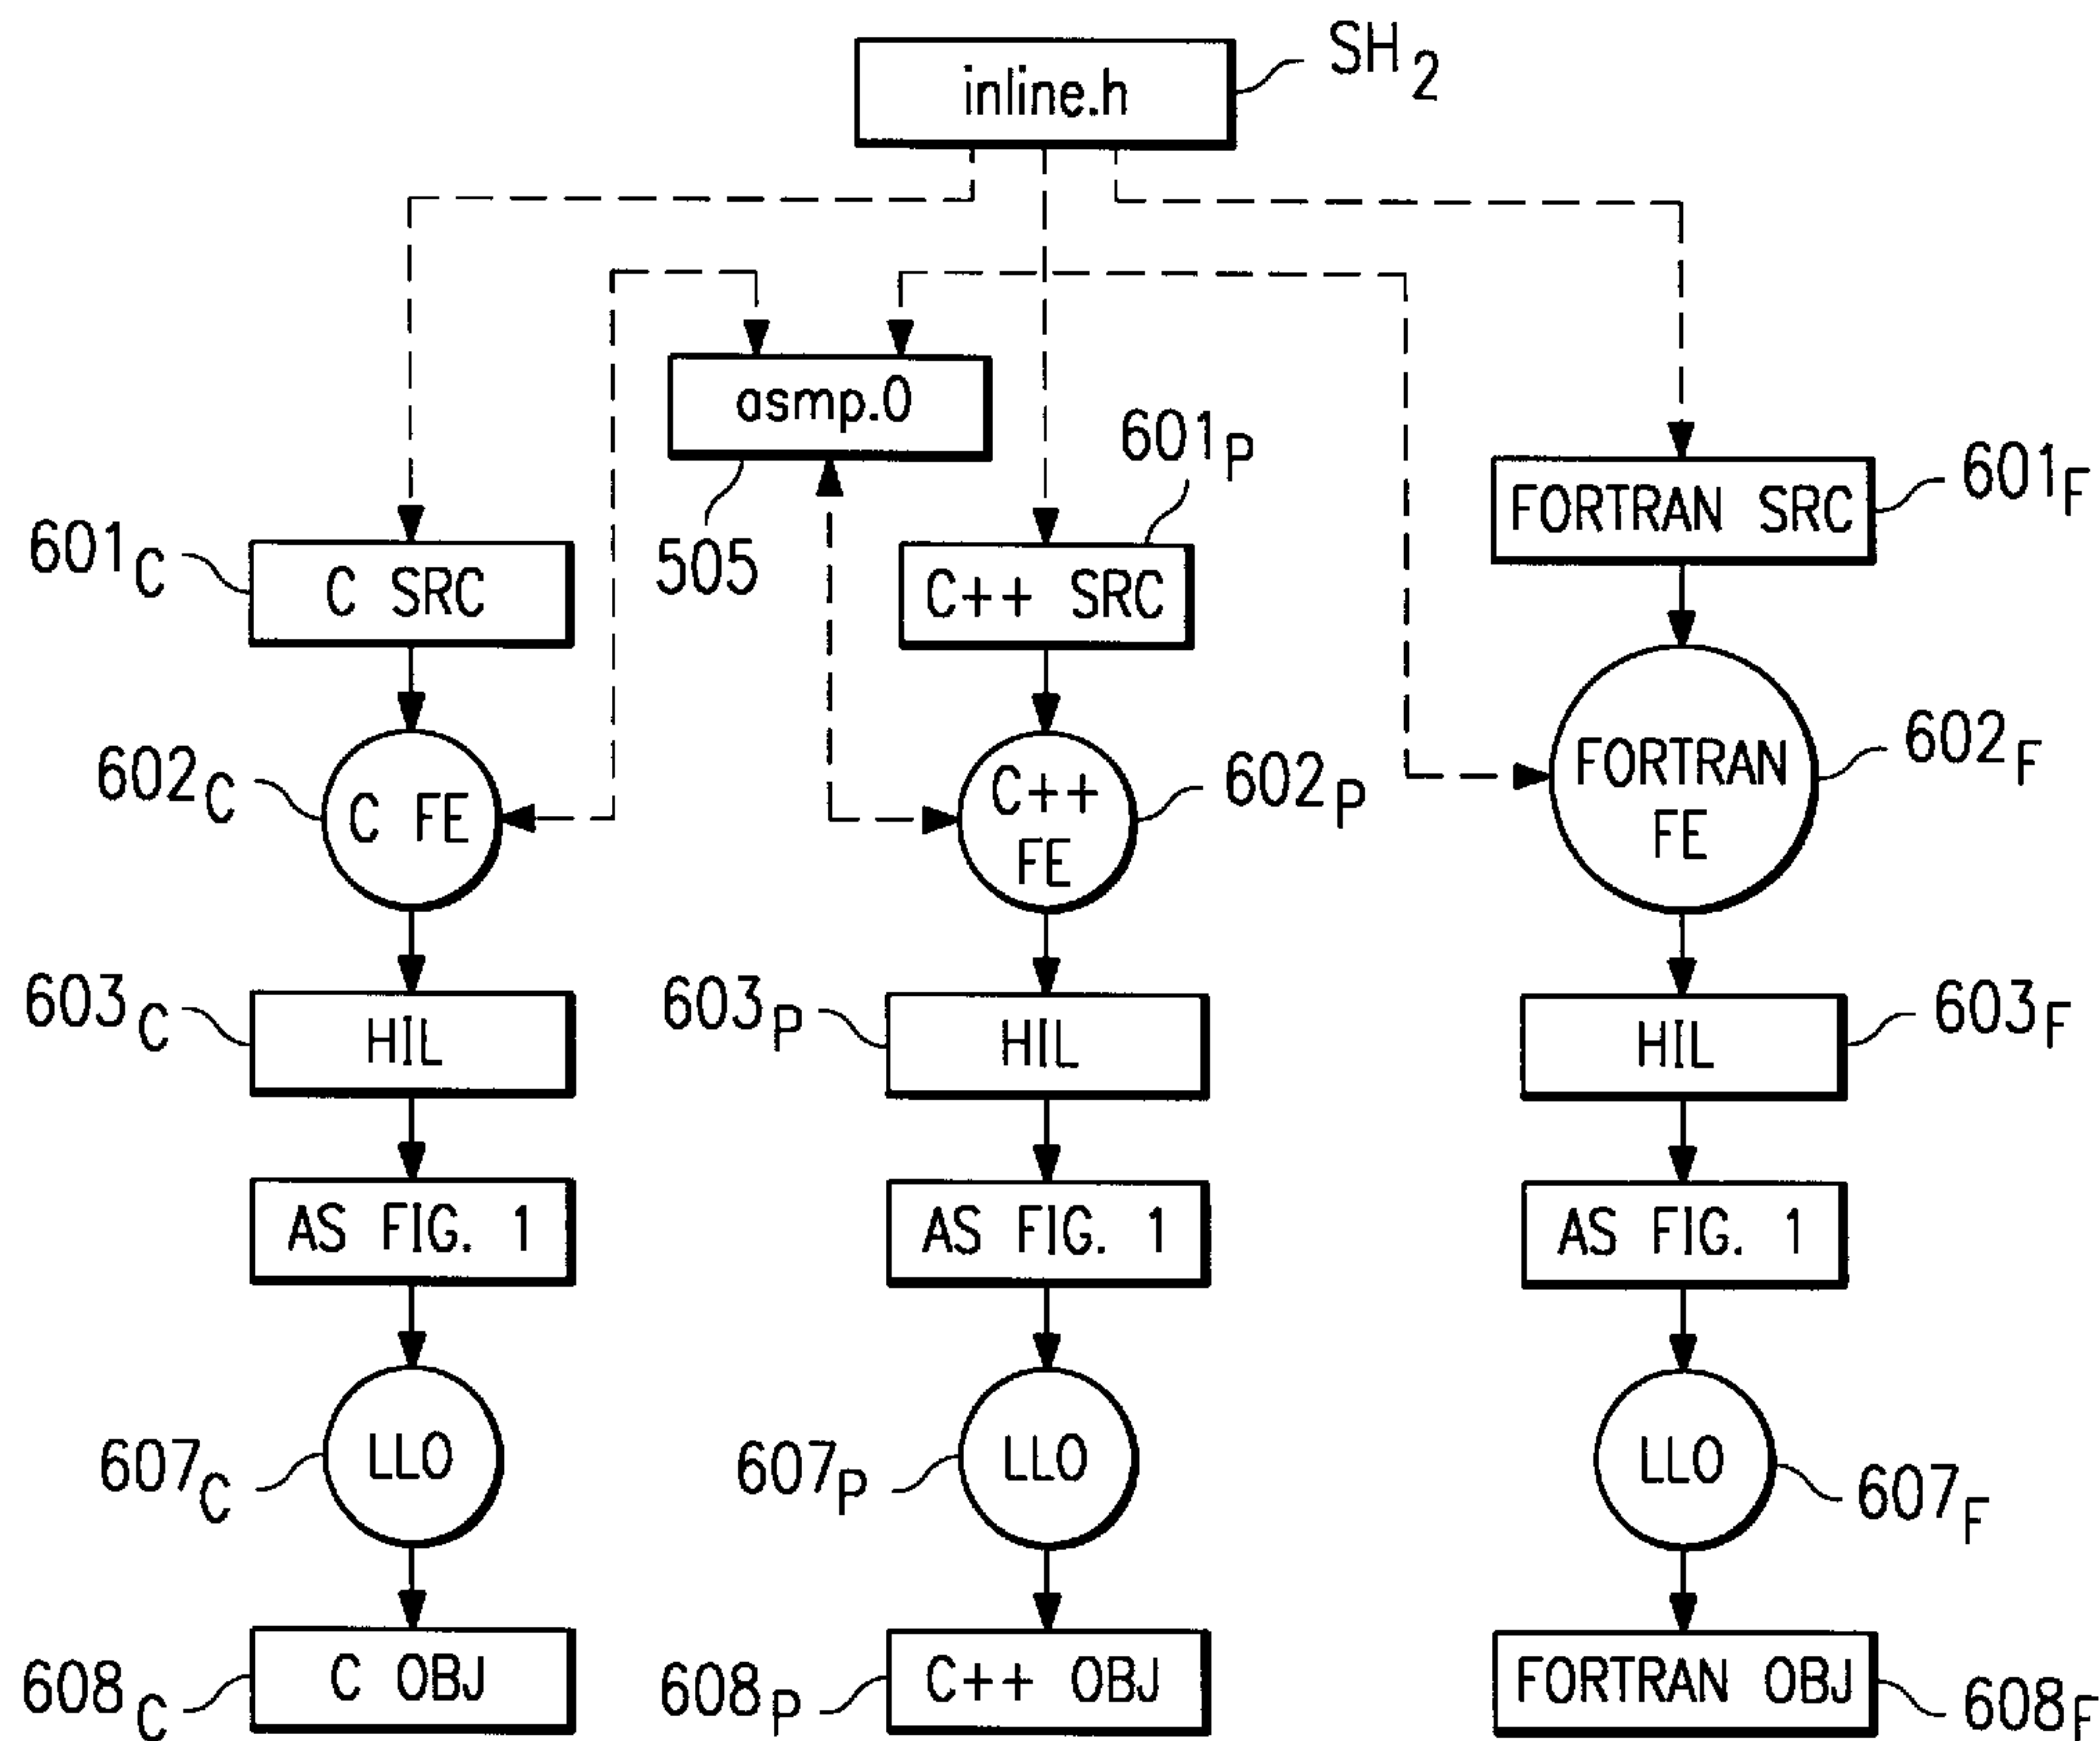 inline.h
SH2
asmp.0
505
601C
C SRC
601P
C++ SRC
601F
FORTRAN SRC
602C
C FE
602P
C++
FE
602F
FORTRAN
FE
603C
HIL
603P
HIL
603F
HIL
AS FIG. 1
AS FIG. 1
AS FIG. 1
607C
LLO
607P
LLO
607F
LLO
608C
C OBJ
608P
C++ OBJ
608F
FORTRAN OBJ